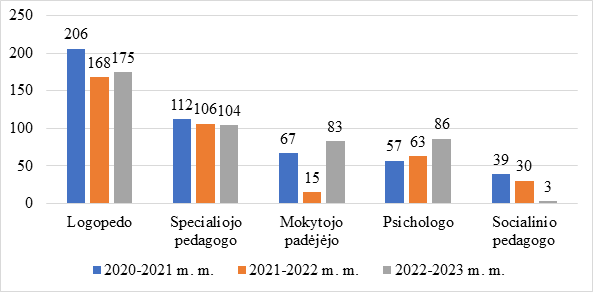 250
200
150
100
50
0
206
168
175
112
106
104
67
15
83
57
63
86
39
30
3
Logopedo
Specialiojo
pedagogo
Mokytojo
padėjėjo
Psichologo
Socialinio
pedagogo
2020-2021 m. m.
2021-2022 m. m.
2022-2023 m. m.